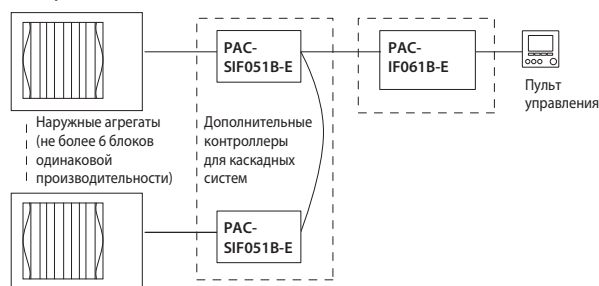 PAC-
SIF051B-E
PAC-
IF061B-E
Пульт
управления
Наружные агрегаты
(не более 6 блоков
одинаковой
производительности)
Дополнительные
контроллеры
для каскадных
систем
PAC-
SIF051B-E